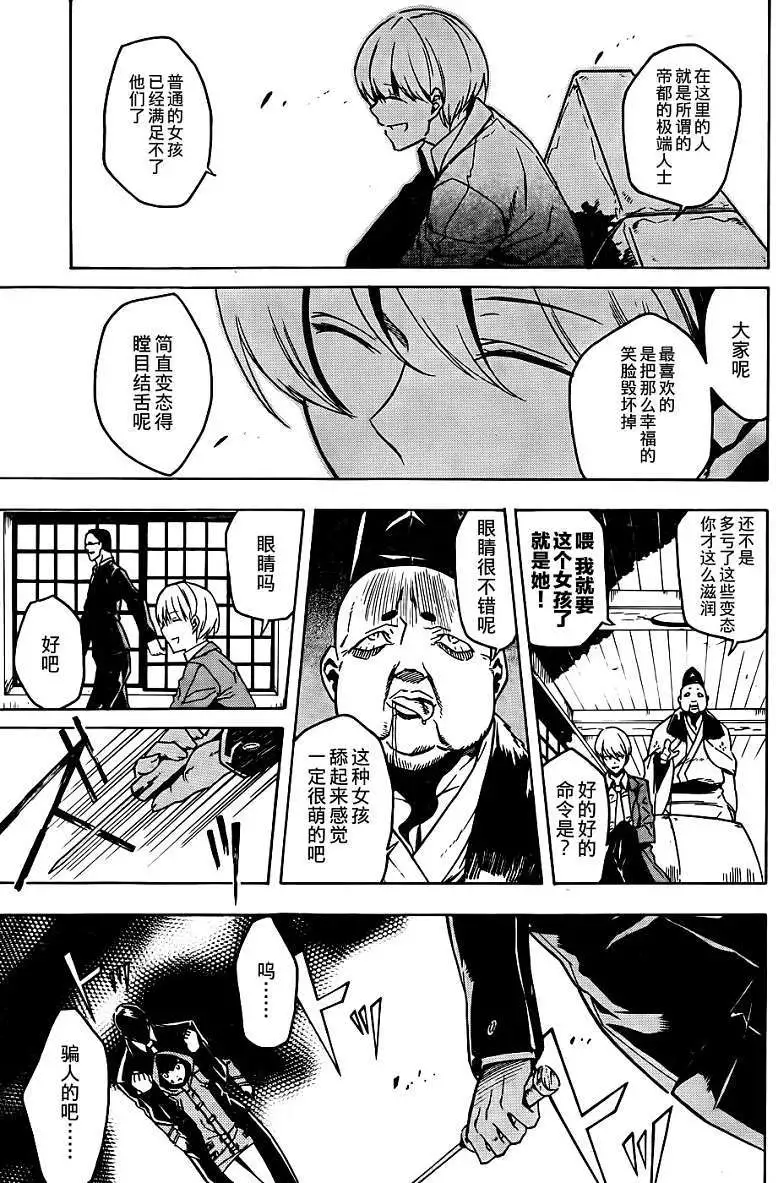 在这里的人
就是所谓的
帝都的极端人士
普通的女孩
已经满足不了
他们了
大家呢
最喜欢的
是把那么幸福的
笑脸毁坏掉
简直变态得
瞠目结舌呢
还不是
多亏了这些变态
你才这么滋润
喂 我就要
这个女孩了
就是她！
好的好的
命令是？
眼睛很不错呢
这种女孩
舔起来感觉
一定很萌的吧
眼睛吗
好吧
呜……
骗人的吧……